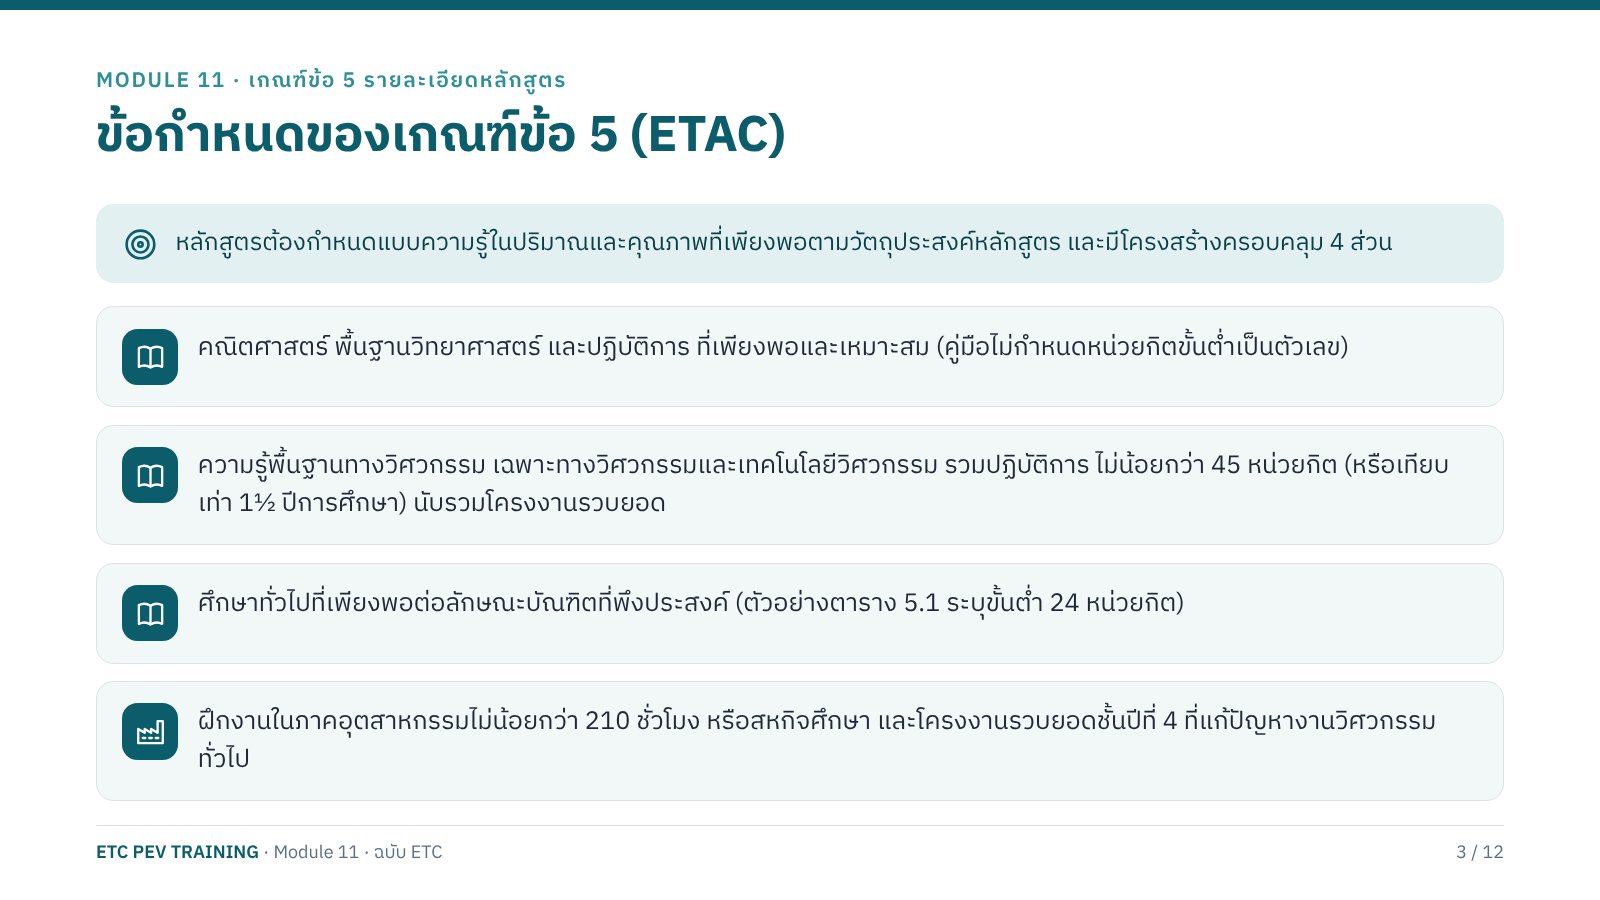 MODULE 11 · เกณฑ์ข้อ 5 รายละเอียดหลักสูตร
ข้อกำหนดของเกณฑ์ข้อ 5 (ETAC)
หลักสูตรต้องกำหนดแบบความรู้ในปริมาณและคุณภาพที่เพียงพอตามวัตถุประสงค์หลักสูตร และมีโครงสร้างครอบคลุม 4 ส่วน
คณิตศาสตร์ พื้นฐานวิทยาศาสตร์ และปฏิบัติการ ที่เพียงพอและเหมาะสม (คู่มือไม่กำหนดหน่วยกิตขั้นต่ำเป็นตัวเลข)
ความรู้พื้นฐานทางวิศวกรรม เฉพาะทางวิศวกรรมและเทคโนโลยีวิศวกรรม รวมปฏิบัติการ ไม่น้อยกว่า 45 หน่วยกิต (หรือเทียบ
เท่า 1½ ปีการศึกษา) นับรวมโครงงานรวบยอด
ศึกษาทั่วไปที่เพียงพอต่อลักษณะบัณฑิตที่พึงประสงค์ (ตัวอย่างตาราง 5.1 ระบุขั้นต่ำ 24 หน่วยกิต)
ฝึกงานในภาคอุตสาหกรรมไม่น้อยกว่า 210 ชั่วโมง หรือสหกิจศึกษา และโครงงานรวบยอดชั้นปีที่ 4 ที่แก้ปัญหางานวิศวกรรม
ทั่วไป
ETC PEV TRAINING · Module 11 · ฉบับ ETC
3 / 12